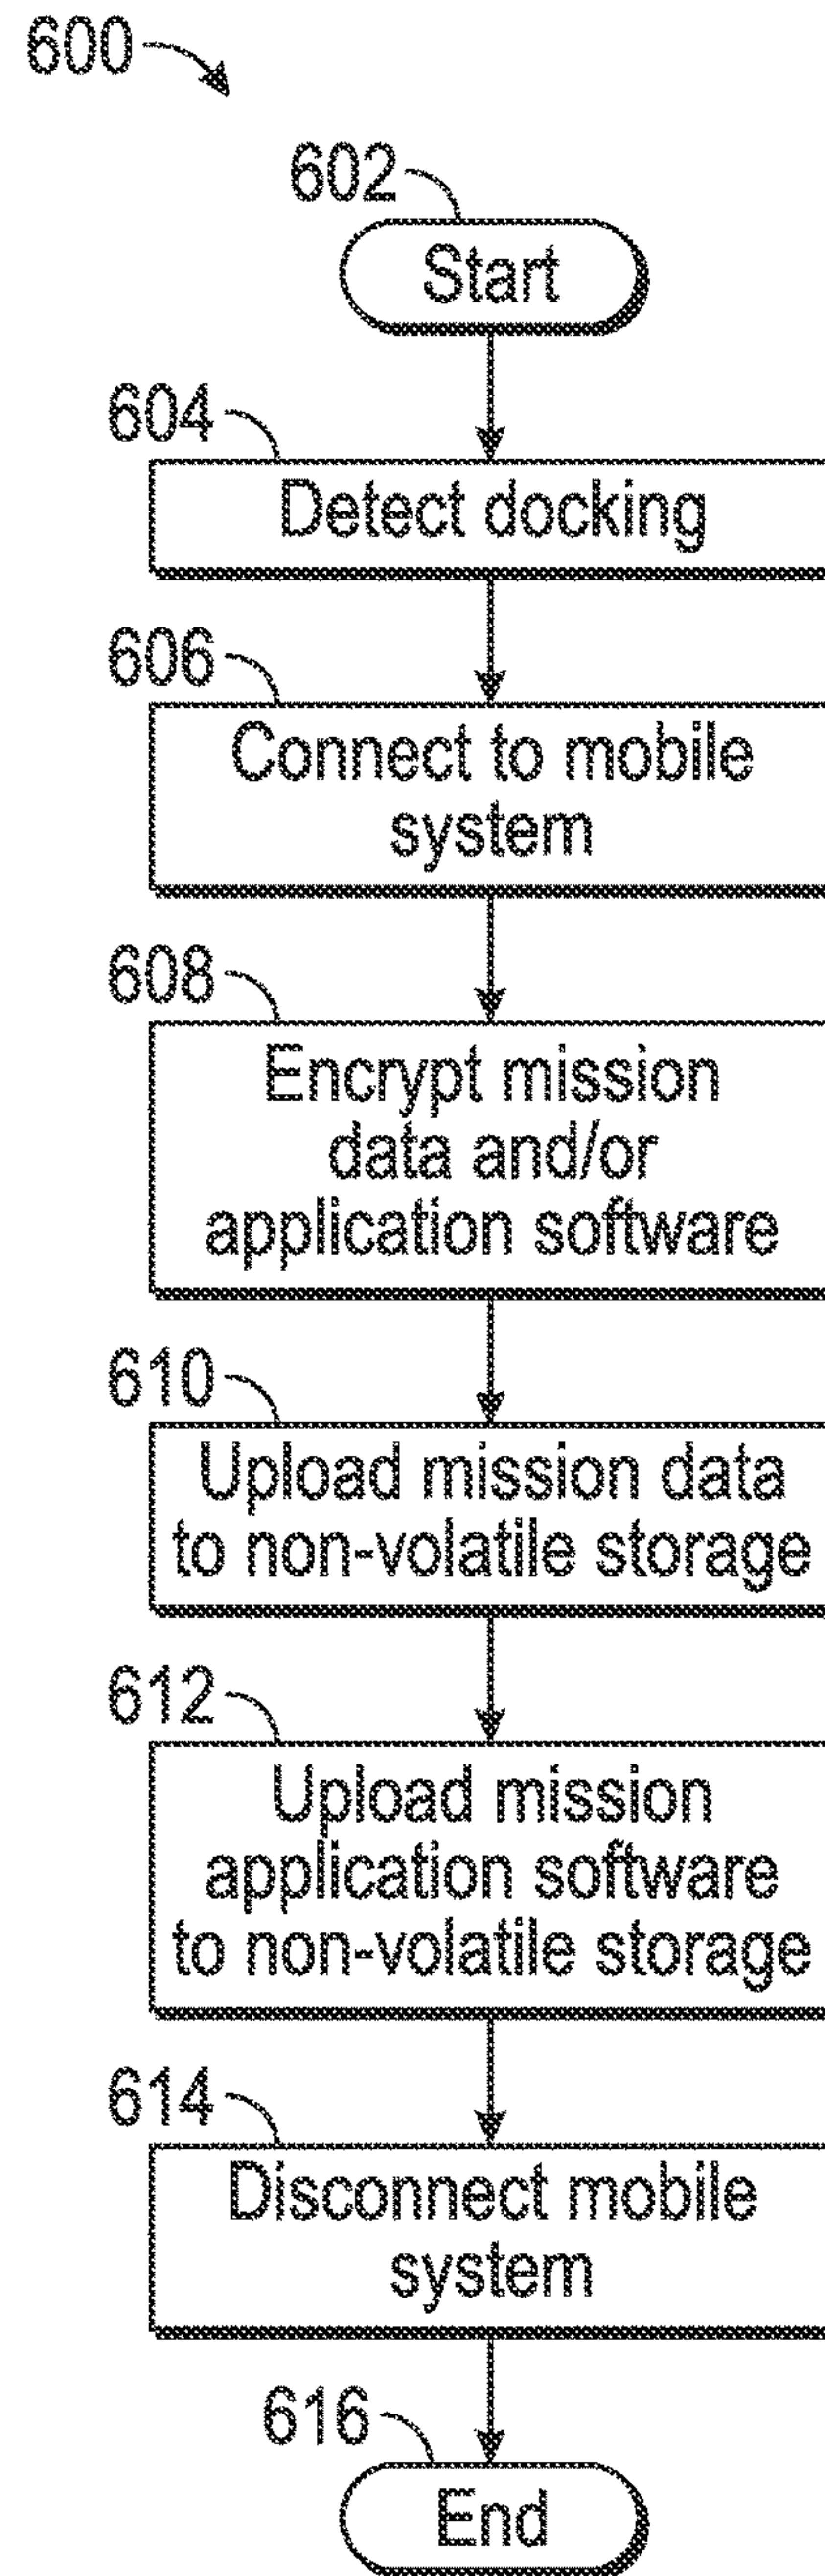 600
602
Start
604
Detect docking
606
Connect to mobile
system
608
Encrypt mission
data and/or
application software
610
Upload mission data
to non-volatile storage
612
Upload mission
application software
to non-volatile storage
614
Disconnect mobile
system
616
End